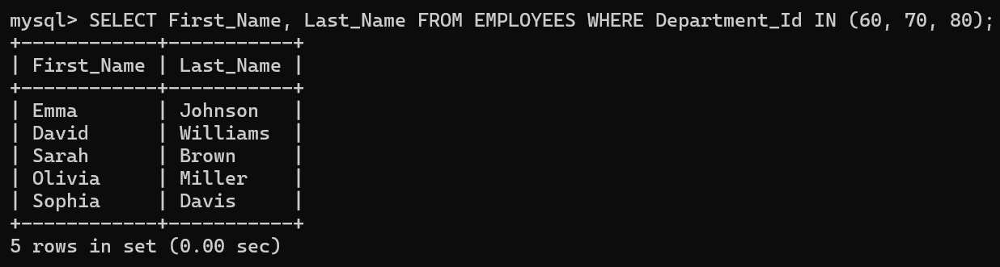 mysql> SELECT First_Name, Last_Name FROM EMPLOYEES WHERE Department_Id IN (60, 70, 80);
+------------+-----------+
| First_Name | Last_Name |
+------------+-----------+
| Emma       | Johnson   |
| David      | Williams  |
| Sarah      | Brown     |
| Olivia     | Miller    |
| Sophia     | Davis     |
+------------+-----------+
5 rows in set (0.00 sec)